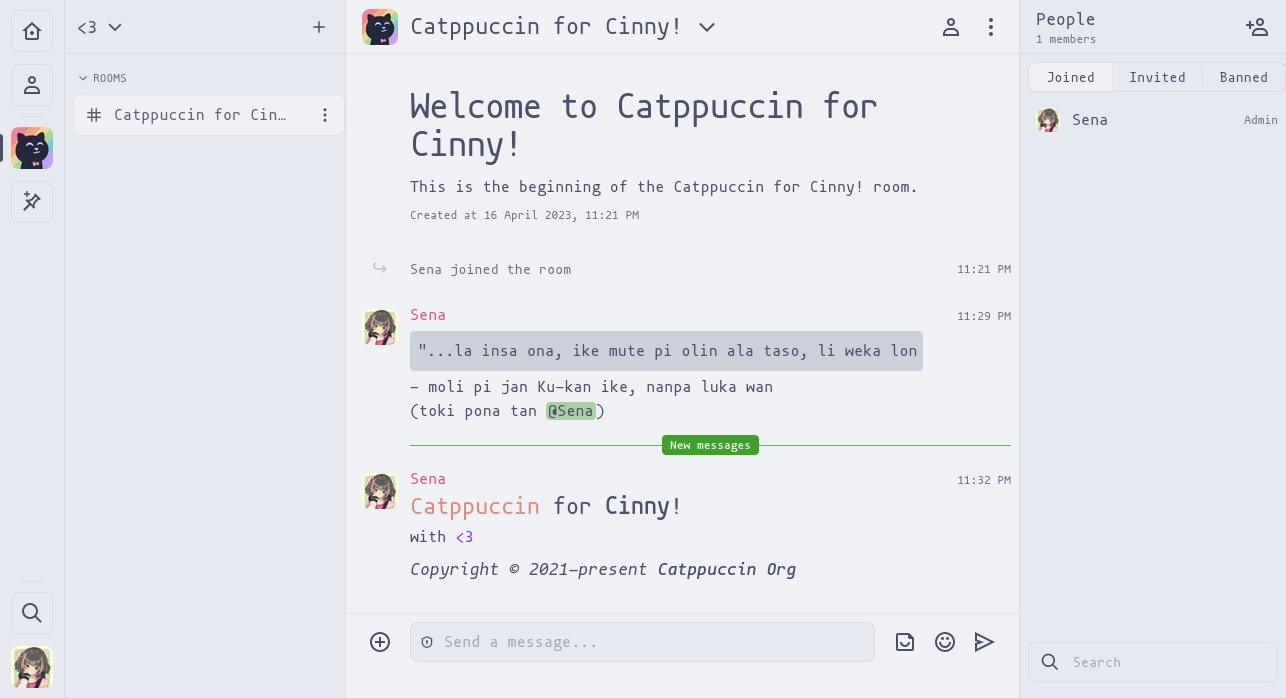 <3
ROOMS
Catppuccin for Cin…
Catppuccin for Cinny!
Welcome to Catppuccin for
Cinny!
This is the beginning of the Catppuccin for Cinny! room.
Created at 16 April 2023, 11:21 PM
Sena joined the room 11:21 PM
Sena 11:29 PM
"...la insa ona, ike mute pi olin ala taso, li weka lon
— moli pi jan Ku-kan ike, nanpa luka wan
(toki pona tan @Sena)
New messages
Sena 11:32 PM
Catppuccin for Cinny!
with <3
Copyright © 2021-present Catppuccin Org
Send a message...
People
1 members
Joined Invited Banned
Sena Admin
Search